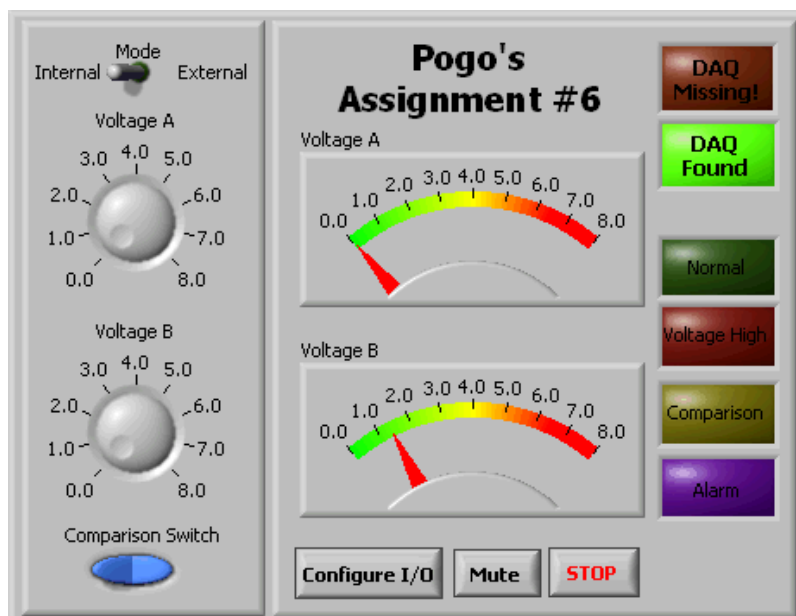 Mode
Internal External
Voltage A
0.0 1.0 2.0 3.0 4.0 5.0 6.0 7.0 8.0
Voltage B
0.0 1.0 2.0 3.0 4.0 5.0 6.0 7.0 8.0
Comparison Switch
Pogo's
Assignment #6
Voltage A
0.0 1.0 2.0 3.0 4.0 5.0 6.0 7.0 8.0
Voltage B
0.0 1.0 2.0 3.0 4.0 5.0 6.0 7.0 8.0
Configure I/O Mute STOP
DAQ
Missing!
DAQ
Found
Normal
Voltage High
Comparison
Alarm